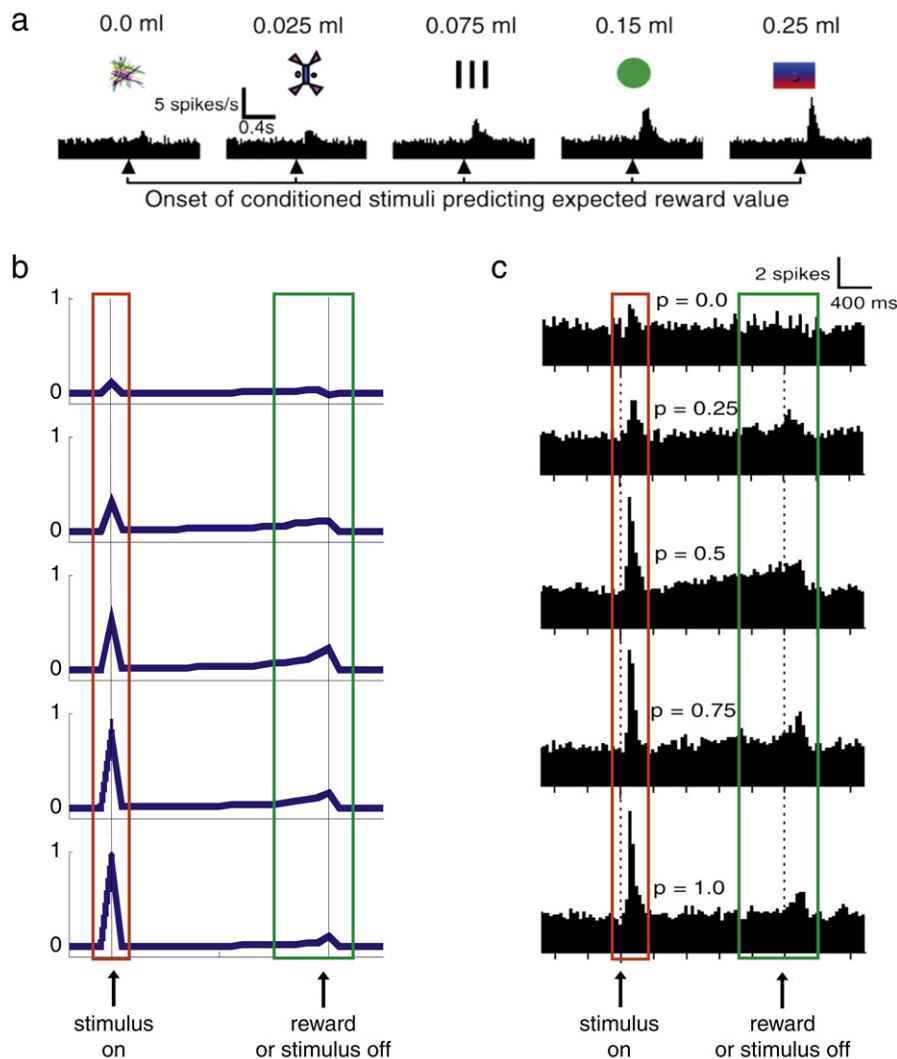 a
0.0 ml 0.025 ml 0.075 ml 0.15 ml 0.25 ml
5 spikes/s
0.4s
Onset of conditioned stimuli predicting expected reward value
b
1
0
1
0
1
0
1
0
1
0
stimulus
on
reward
or stimulus off
c
2 spikes
400 ms
p = 0.0
p = 0.25
p = 0.5
p = 0.75
p = 1.0
stimulus
on
reward
or stimulus off